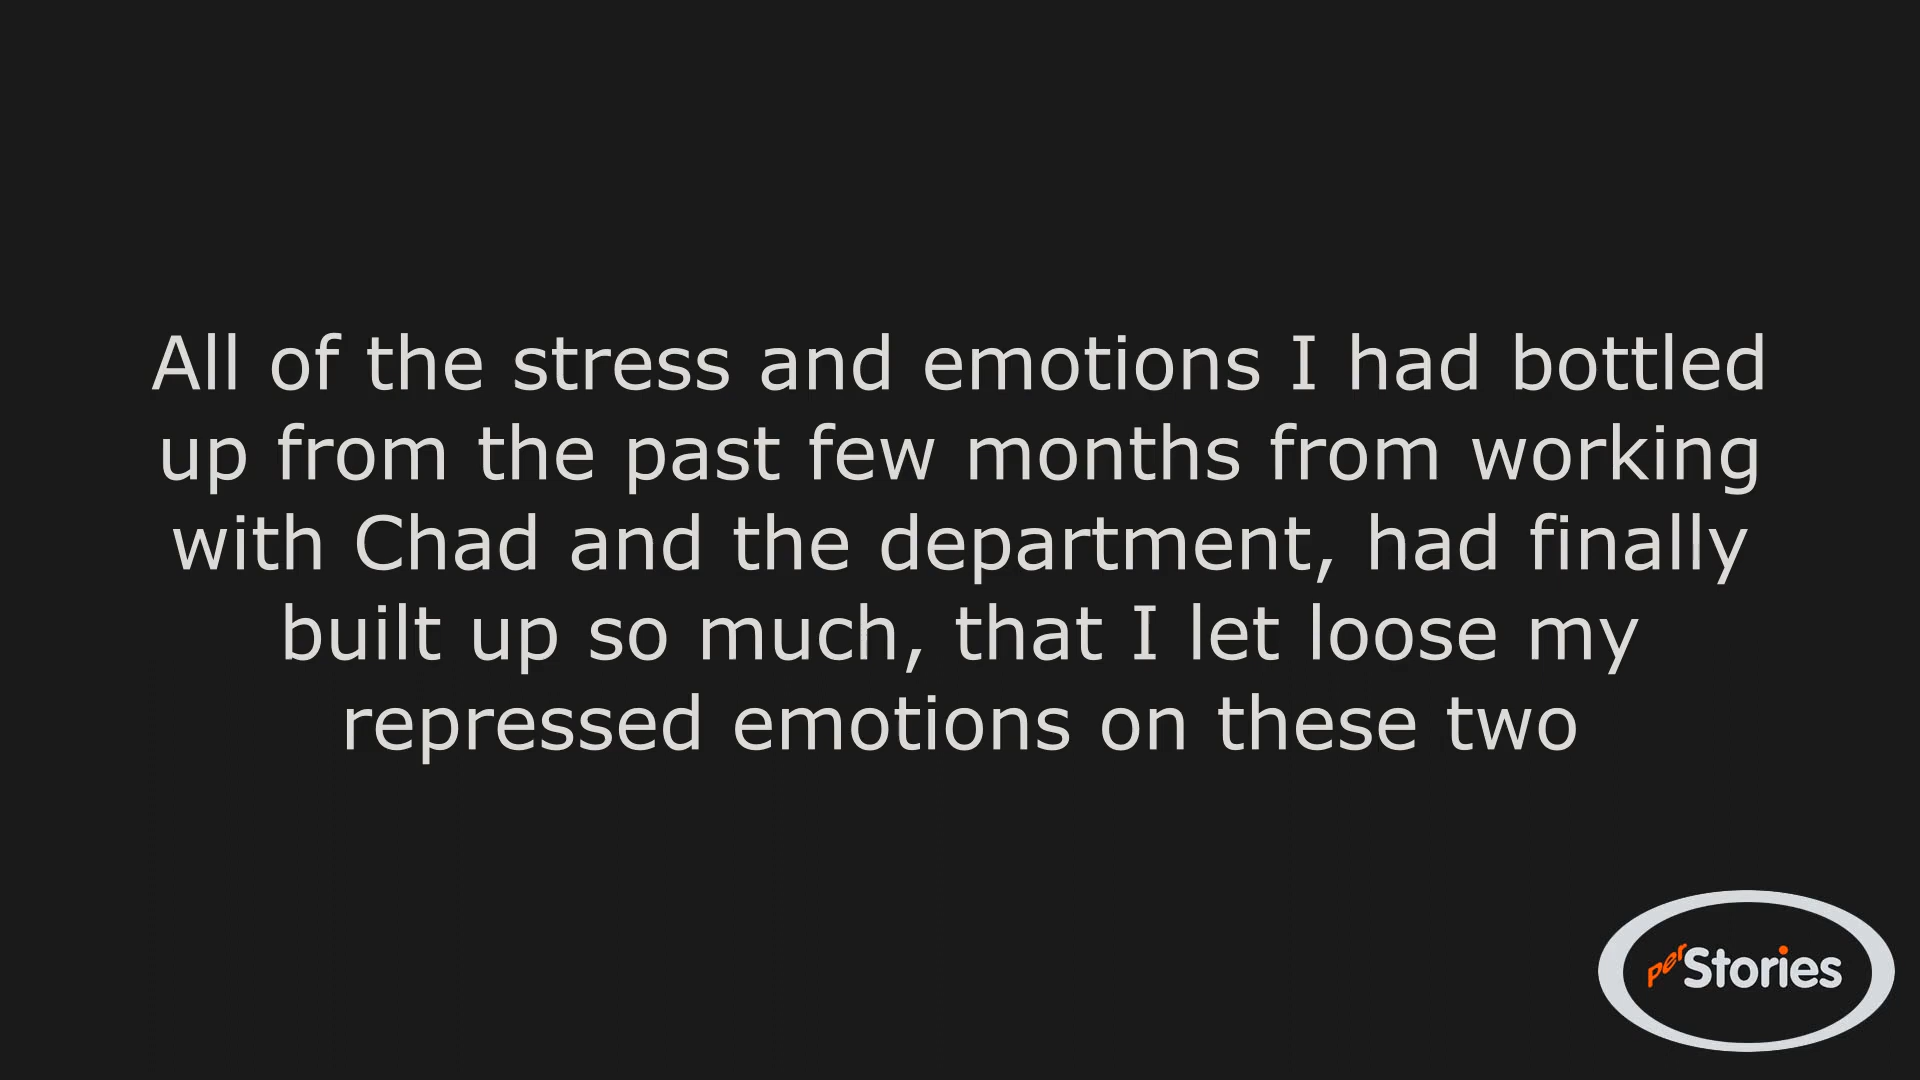 All of the stress and emotions I had bottled
up from the past few months from working
with Chad and the department, had finally
built up so much, that I let loose my
repressed emotions on these two
perStories